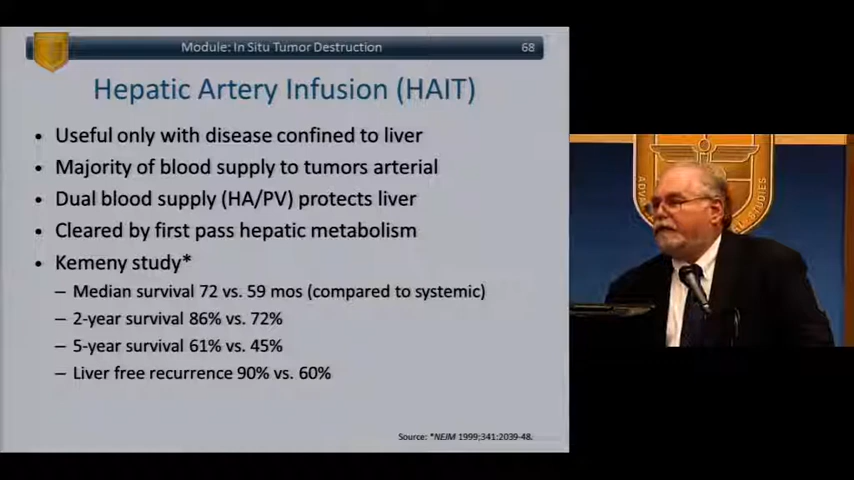 Module: In Situ Tumor Destruction
68
Hepatic Artery Infusion (HAIT)
• Useful only with disease confined to liver
• Majority of blood supply to tumors arterial
• Dual blood supply (HA/PV) protects liver
• Cleared by first pass hepatic metabolism
• Kemeny study*
– Median survival 72 vs. 59 mos (compared to systemic)
– 2-year survival 86% vs. 72%
– 5-year survival 61% vs. 45%
– Liver free recurrence 90% vs. 60%
Source: *NEJM 1999;341:2039-48.